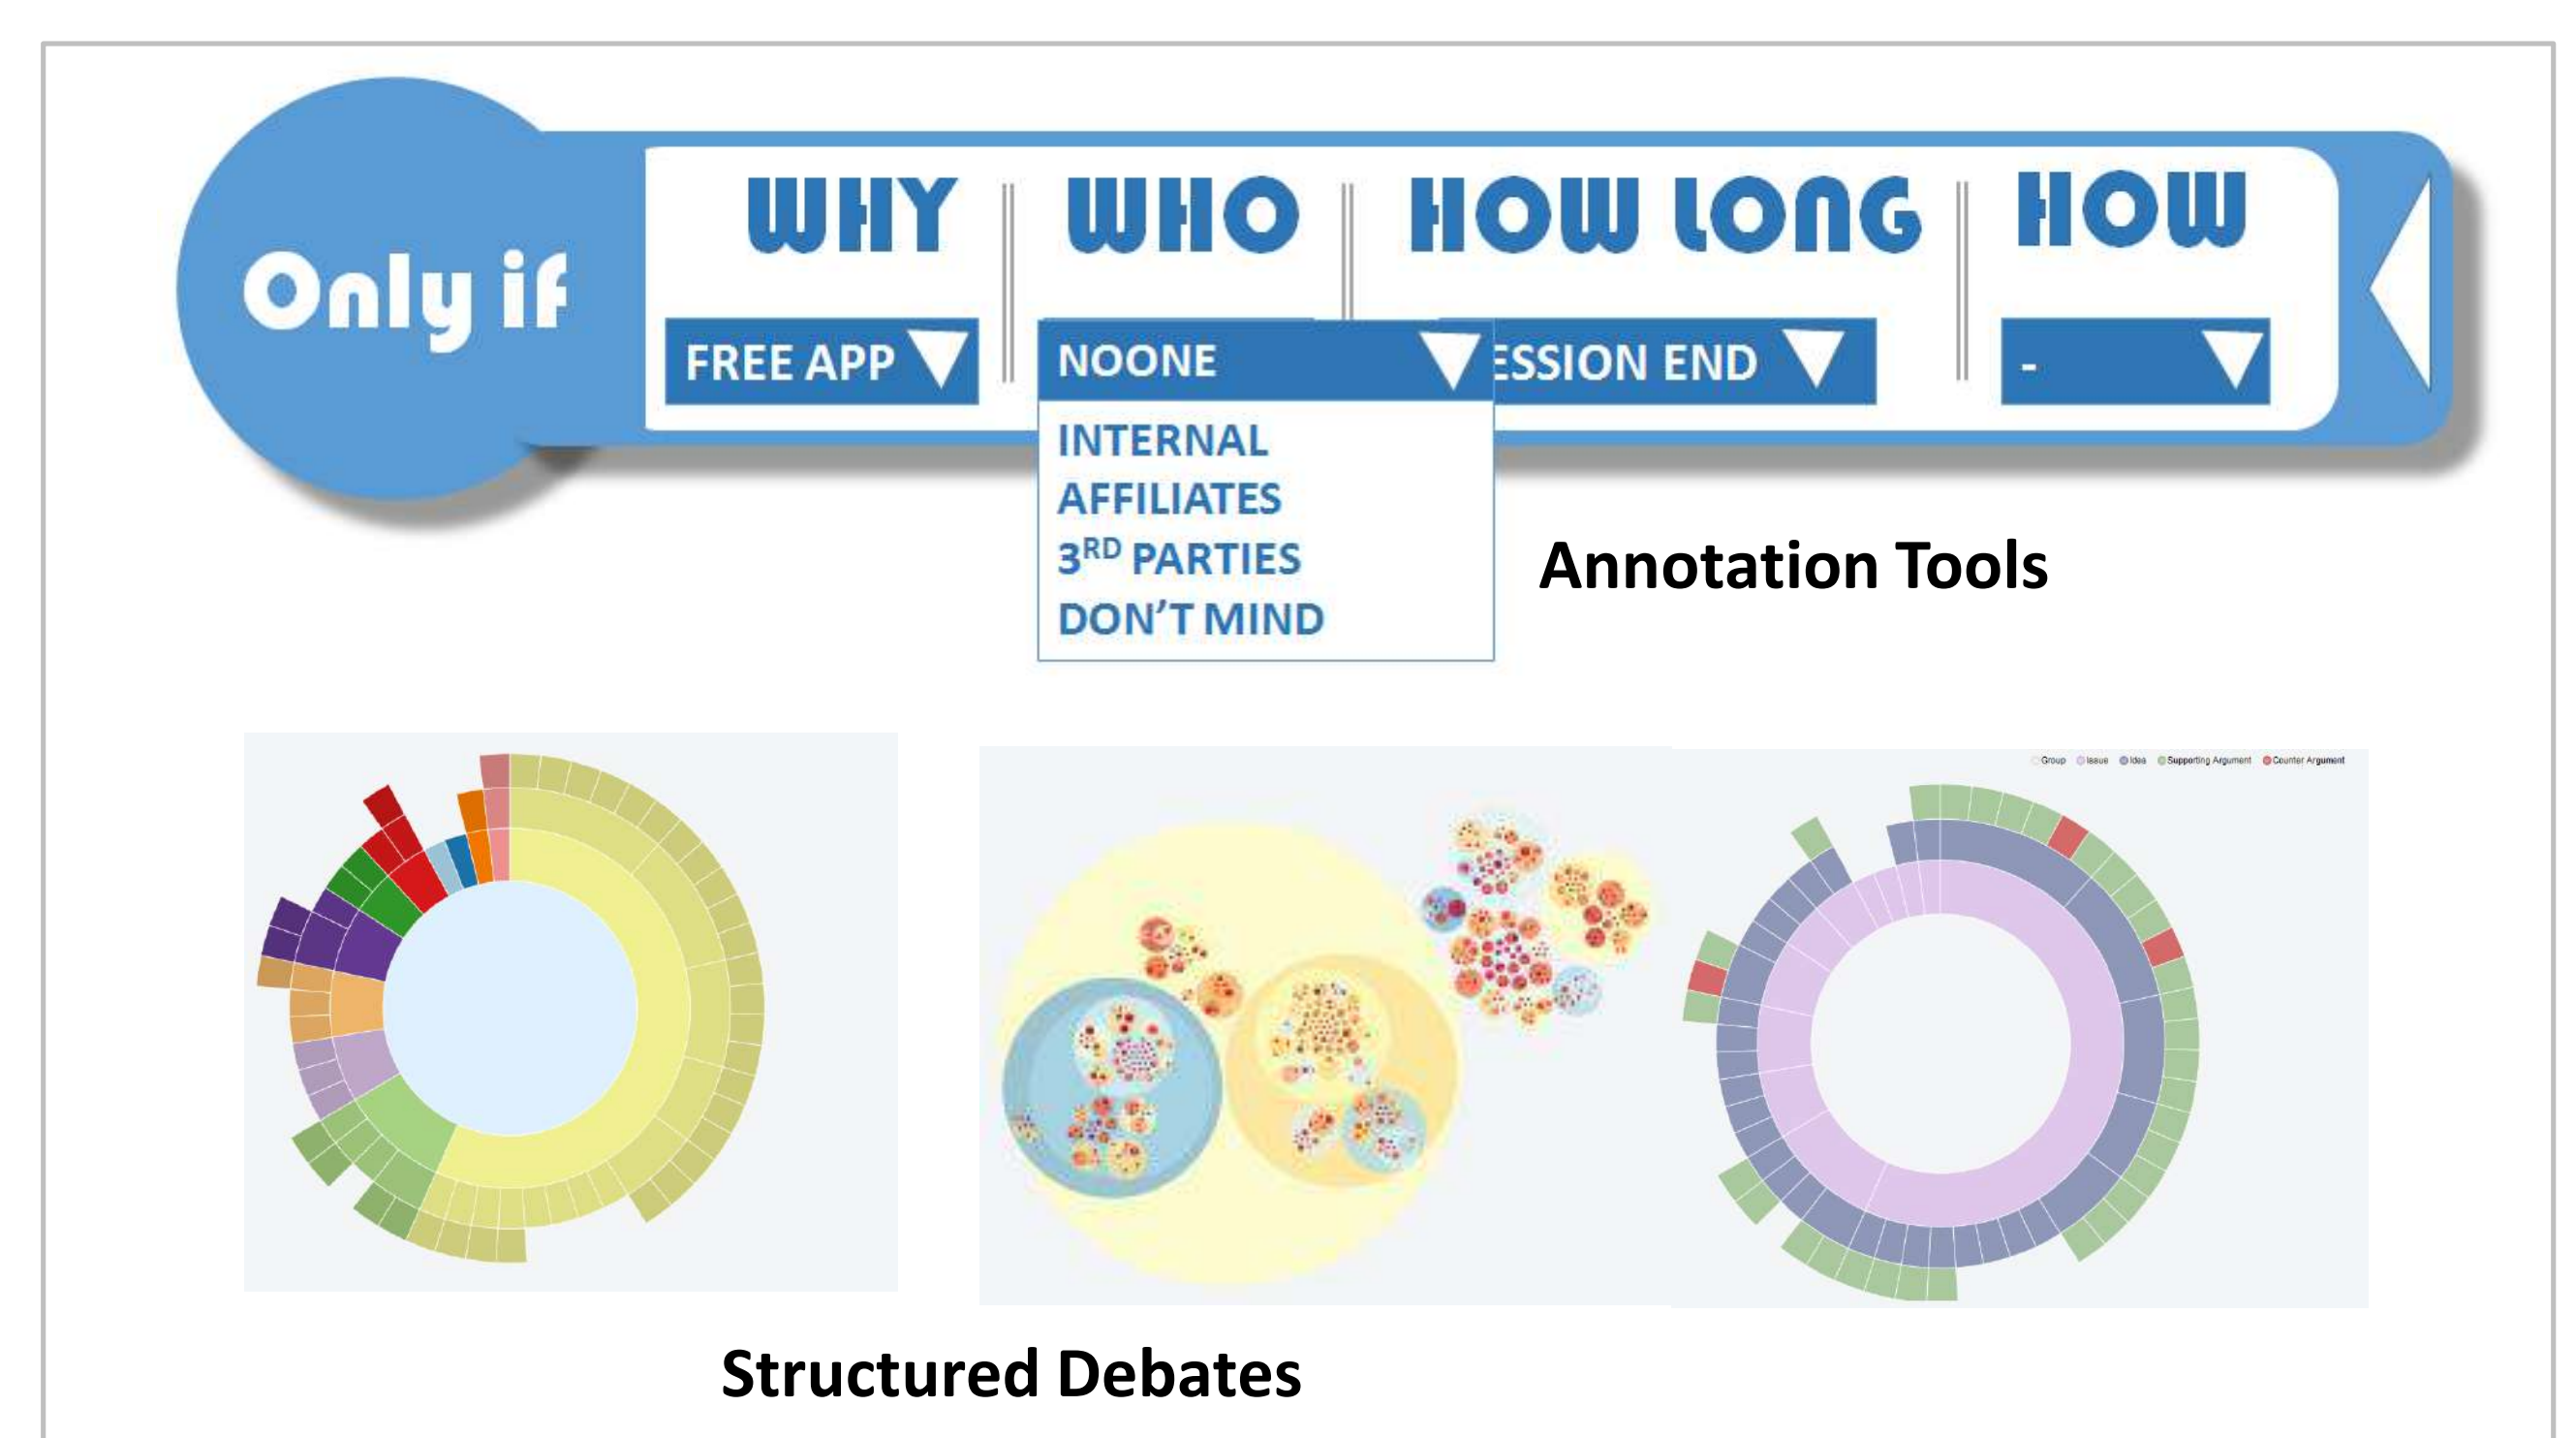 Only if
WHY WHO HOW LONG HOW
FREE APP NOONE ESSION END -
INTERNAL
AFFILIATES
3RD PARTIES
DON'T MIND
Annotation Tools
Group Issue Idea Supporting Argument Counter Argument
Structured Debates